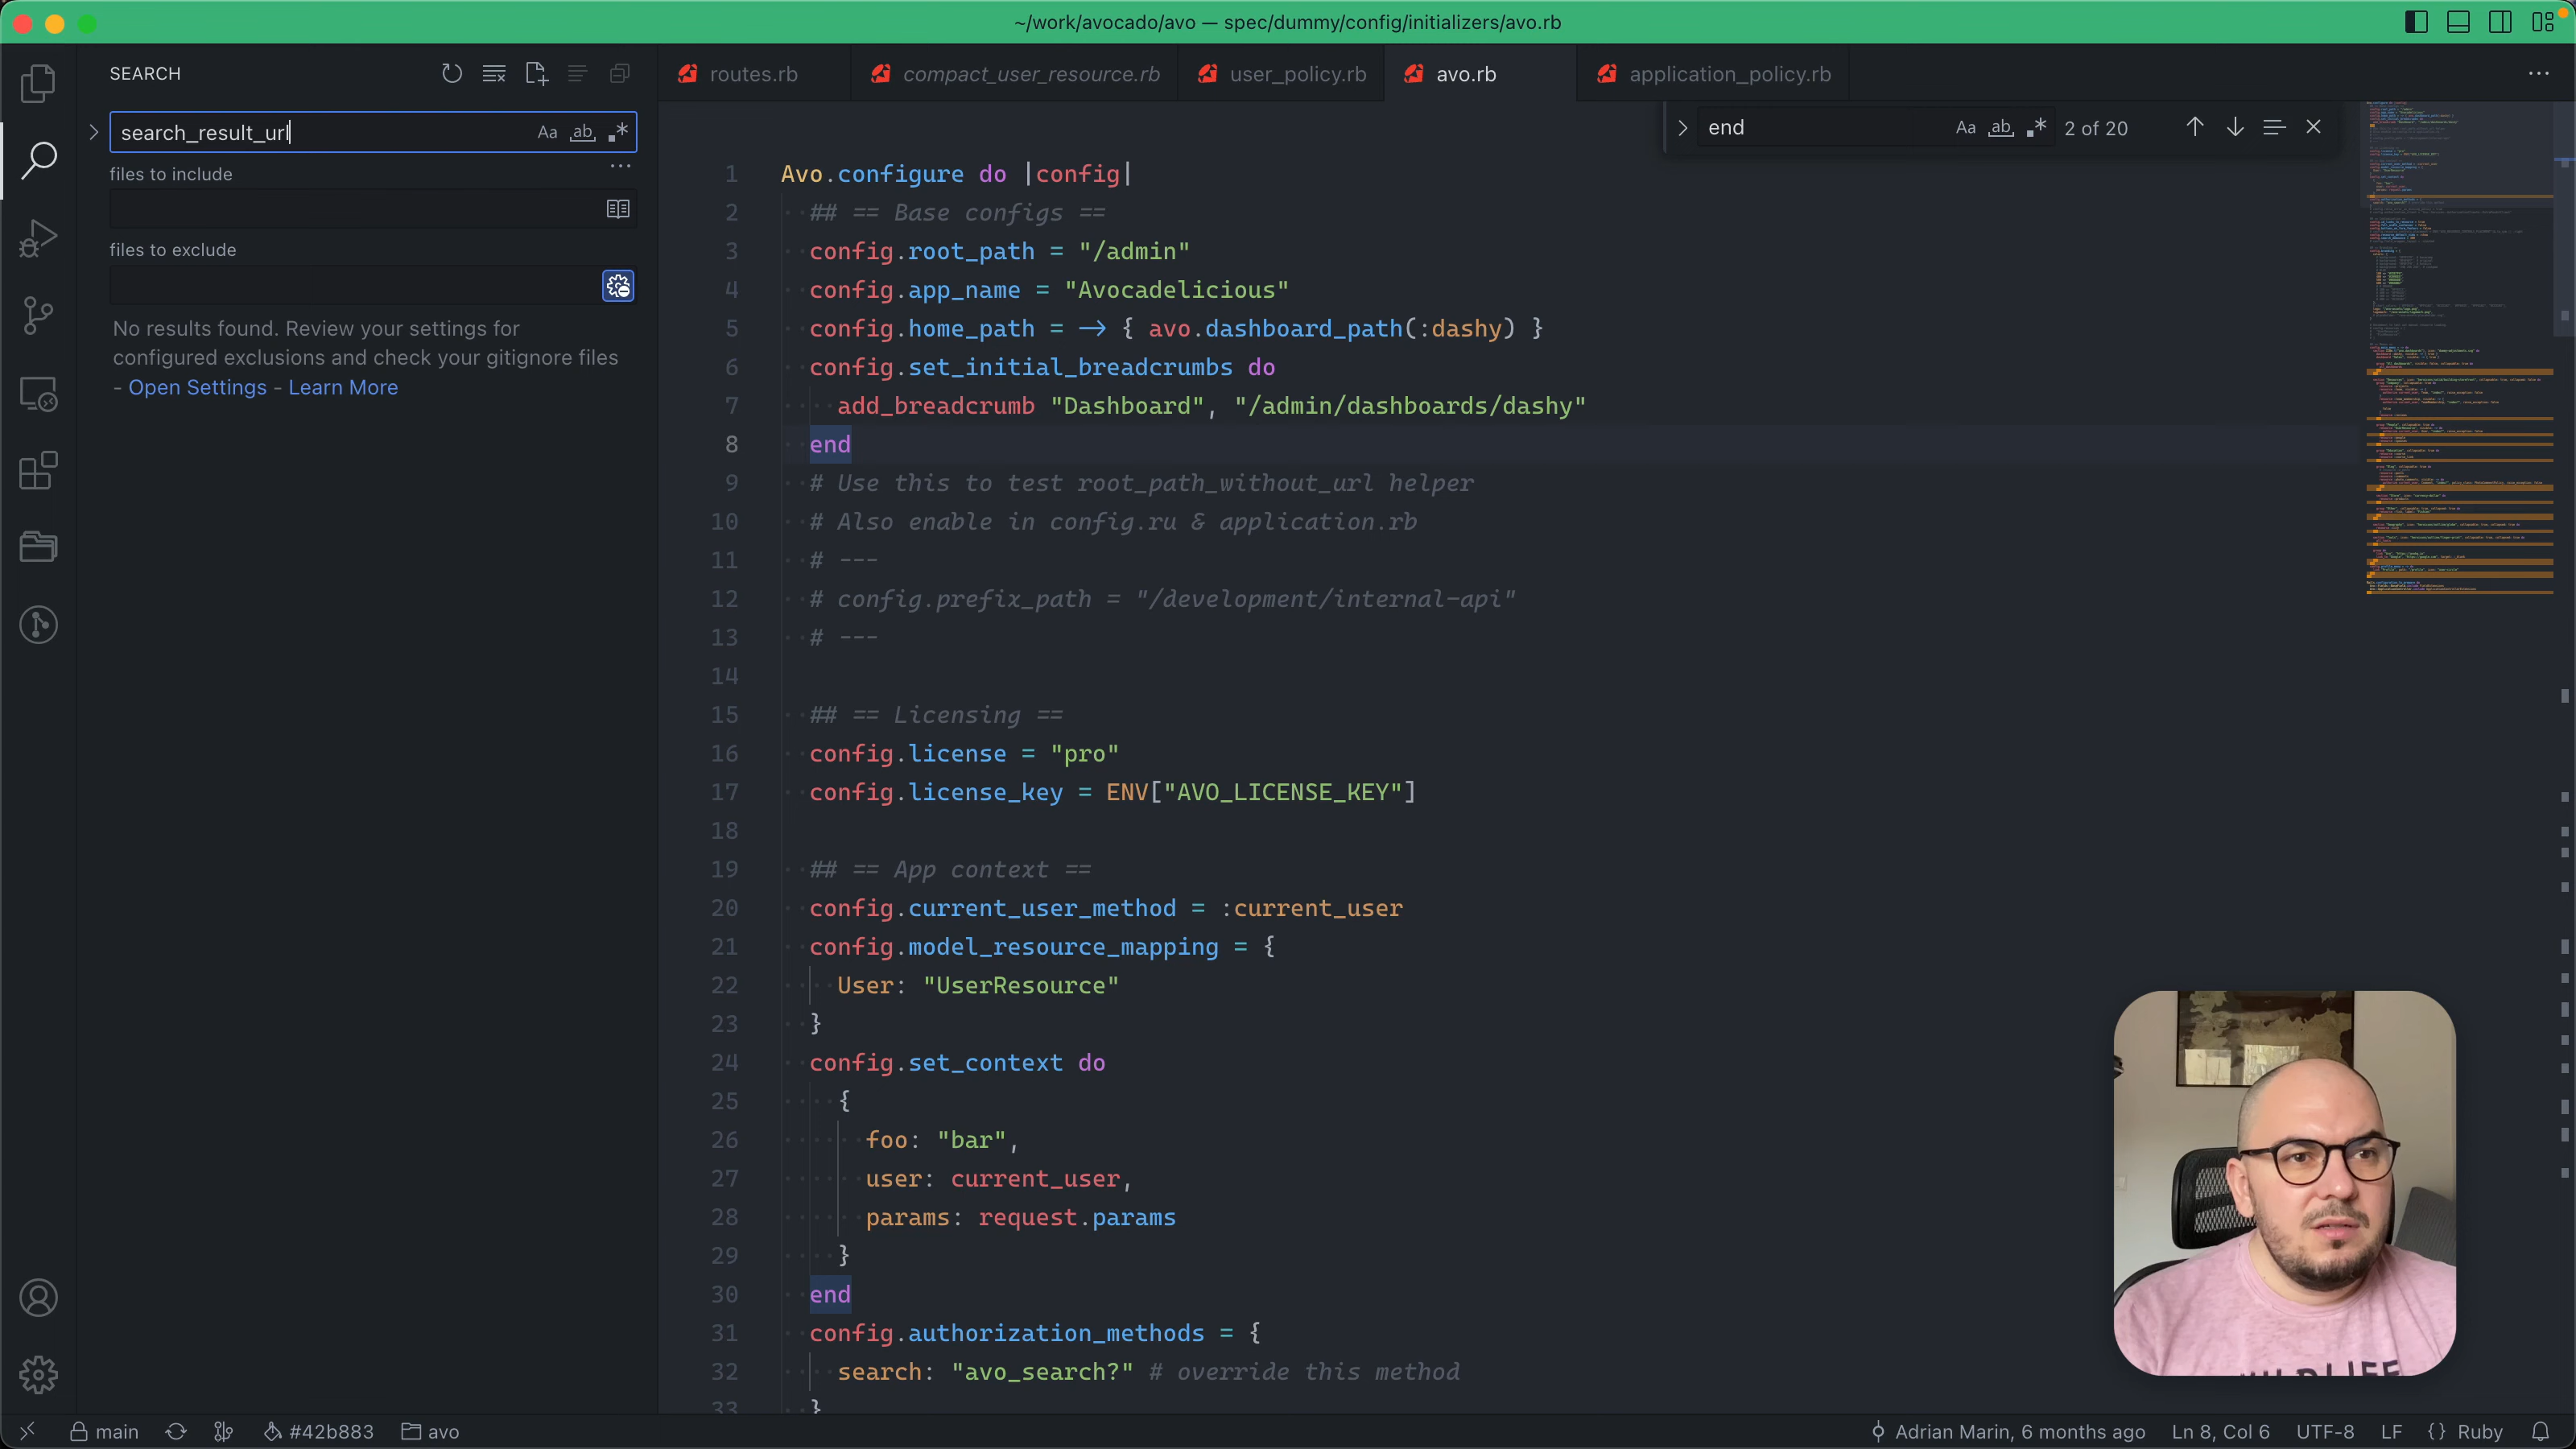 ~/work/avocado/avo — spec/dummy/config/initializers/avo.rb
SEARCH
search_result_url
Aa
ab
files to include
files to exclude
No results found. Review your settings for
configured exclusions and check your gitignore files
- Open Settings - Learn More
routes.rb
compact_user_resource.rb
user_policy.rb
avo.rb
application_policy.rb
end
Aa
ab
2 of 20
1 Avo.configure do |config|
2 ## == Base configs ==
3 config.root_path = "/admin"
4 config.app_name = "Avocadelicious"
5 config.home_path = -> { avo.dashboard_path(:dashy) }
6 config.set_initial_breadcrumbs do
7 add_breadcrumb "Dashboard", "/admin/dashboards/dashy"
8 end
9 # Use this to test root_path_without_url helper
10 # Also enable in config.ru & application.rb
11 # ---
12 # config.prefix_path = "/development/internal-api"
13 # ---
14
15 ## == Licensing ==
16 config.license = "pro"
17 config.license_key = ENV["AVO_LICENSE_KEY"]
18
19 ## == App context ==
20 config.current_user_method = :current_user
21 config.model_resource_mapping = {
22 User: "UserResource"
23 }
24 config.set_context do
25 {
26 foo: "bar",
27 user: current_user,
28 params: request.params
29 }
30 end
31 config.authorization_methods = {
32 search: "avo_search?" # override this method
33 }
main
#42b883
avo
Adrian Marin, 6 months ago
Ln 8, Col 6
UTF-8
LF
{} Ruby